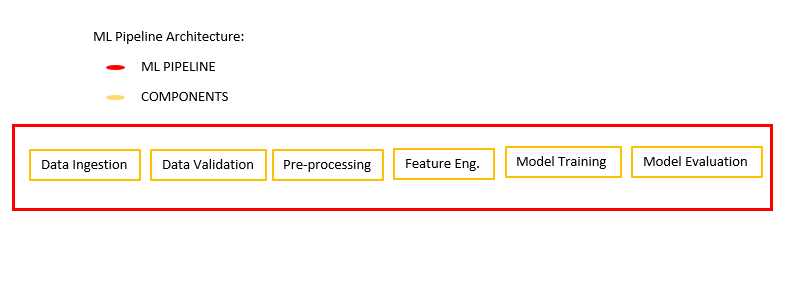 ML Pipeline Architecture:
ML PIPELINE
COMPONENTS
Data Ingestion
Data Validation
Pre-processing
Feature Eng.
Model Training
Model Evaluation